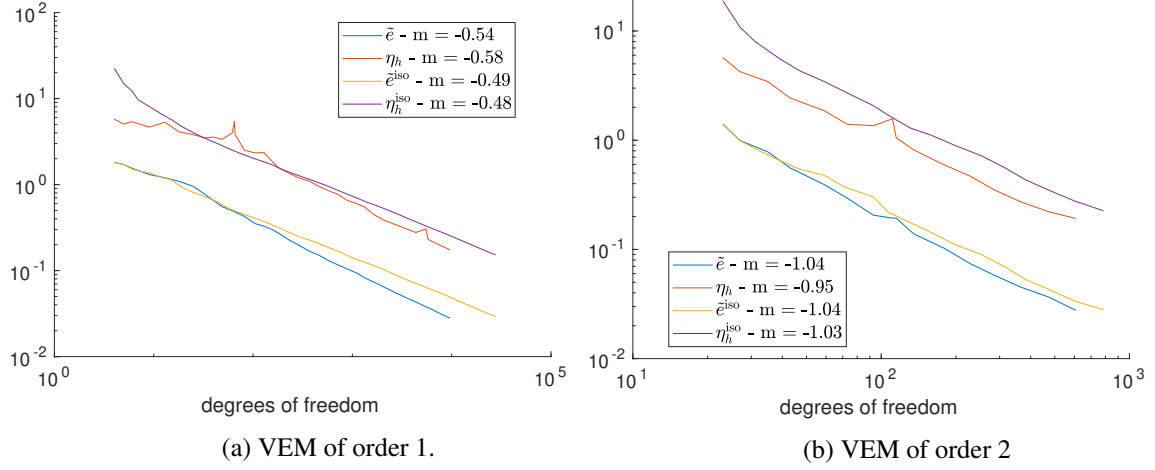 10^2
10^1
10^0
10^-1
10^-2
10^0
10^5
degrees of freedom
ẽ - m = -0.54
η_h - m = -0.58
ẽ^iso - m = -0.49
η_h^iso - m = -0.48
(a) VEM of order 1.
10^1
10^0
10^-1
10^-2
10^1
10^2
10^3
degrees of freedom
ẽ - m = -1.04
η_h - m = -0.95
ẽ^iso - m = -1.04
η_h^iso - m = -1.03
(b) VEM of order 2